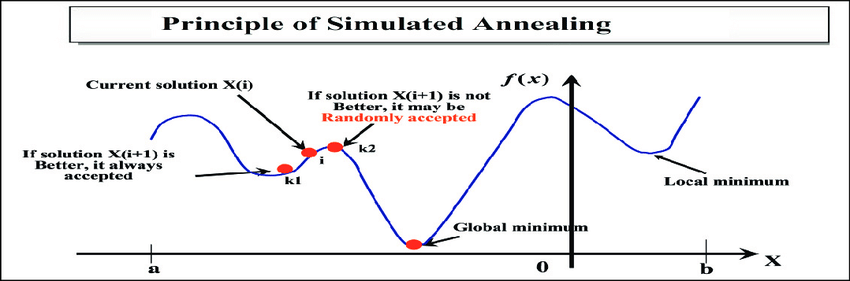 Principle of Simulated Annealing
f(x)
Current solution X(i)
If solution X(i+1) is not
Better, it may be
Randomly accepted
If solution X(i+1) is
Better, it always
accepted
k1
i
k2
Local minimum
Global minimum
a
0
b
X